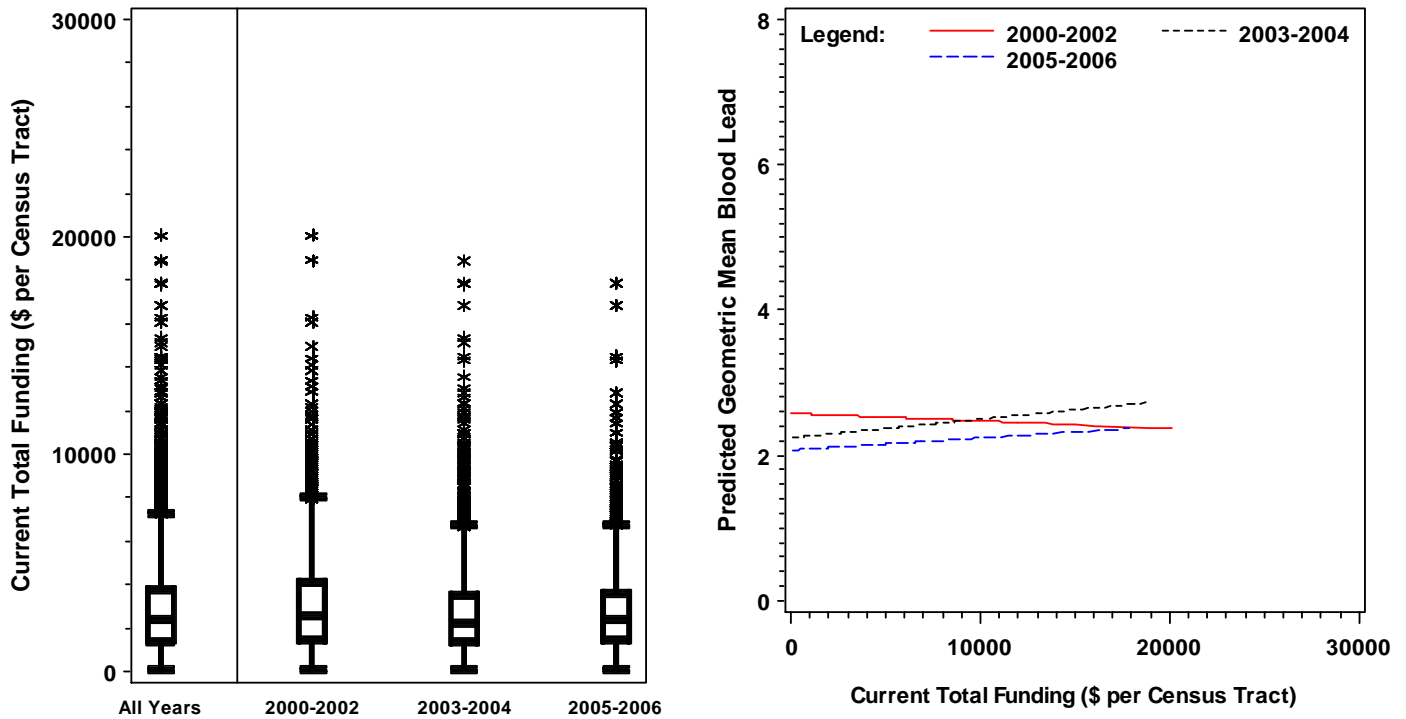 Current Total Funding ($ per Census Tract)
30000
20000
10000
0
All Years 2000-2002 2003-2004 2005-2006
Predicted Geometric Mean Blood Lead
8
6
4
2
0
Legend: 2000-2002 2003-2004
2005-2006
0 10000 20000 30000
Current Total Funding ($ per Census Tract)